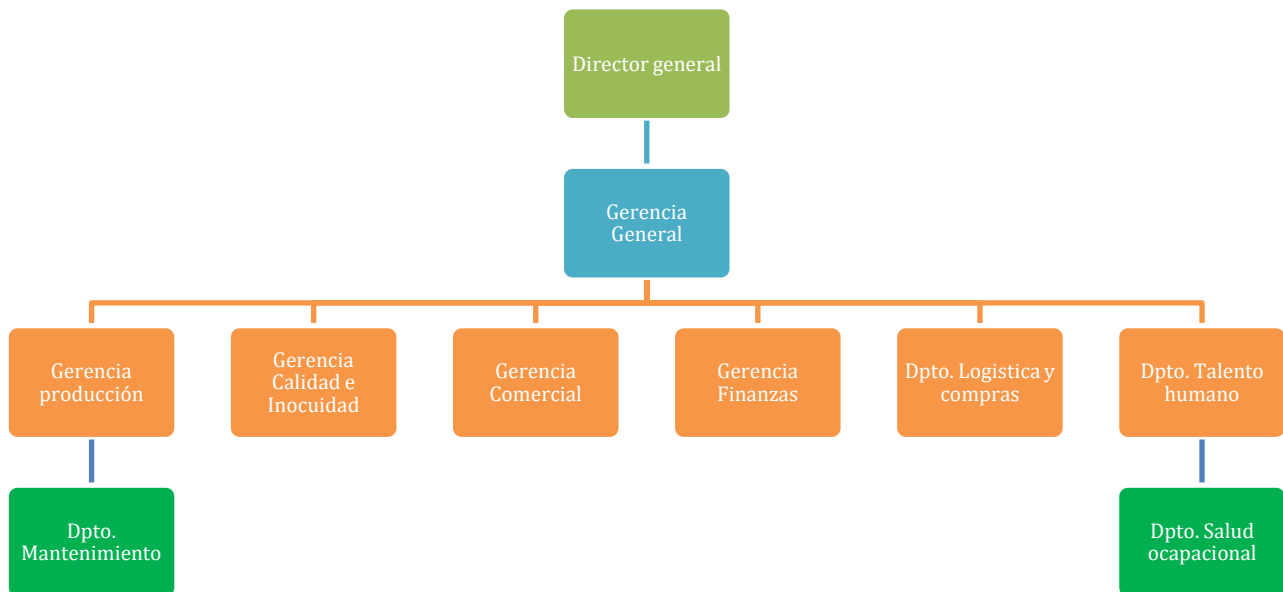 Director general
Gerencia
General
Gerencia
producción
Gerencia
Calidad e
Inocuidad
Gerencia
Comercial
Gerencia
Finanzas
Dpto. Logistica y
compras
Dpto. Talento
humano
Dpto.
Mantenimiento
Dpto. Salud
ocapacional